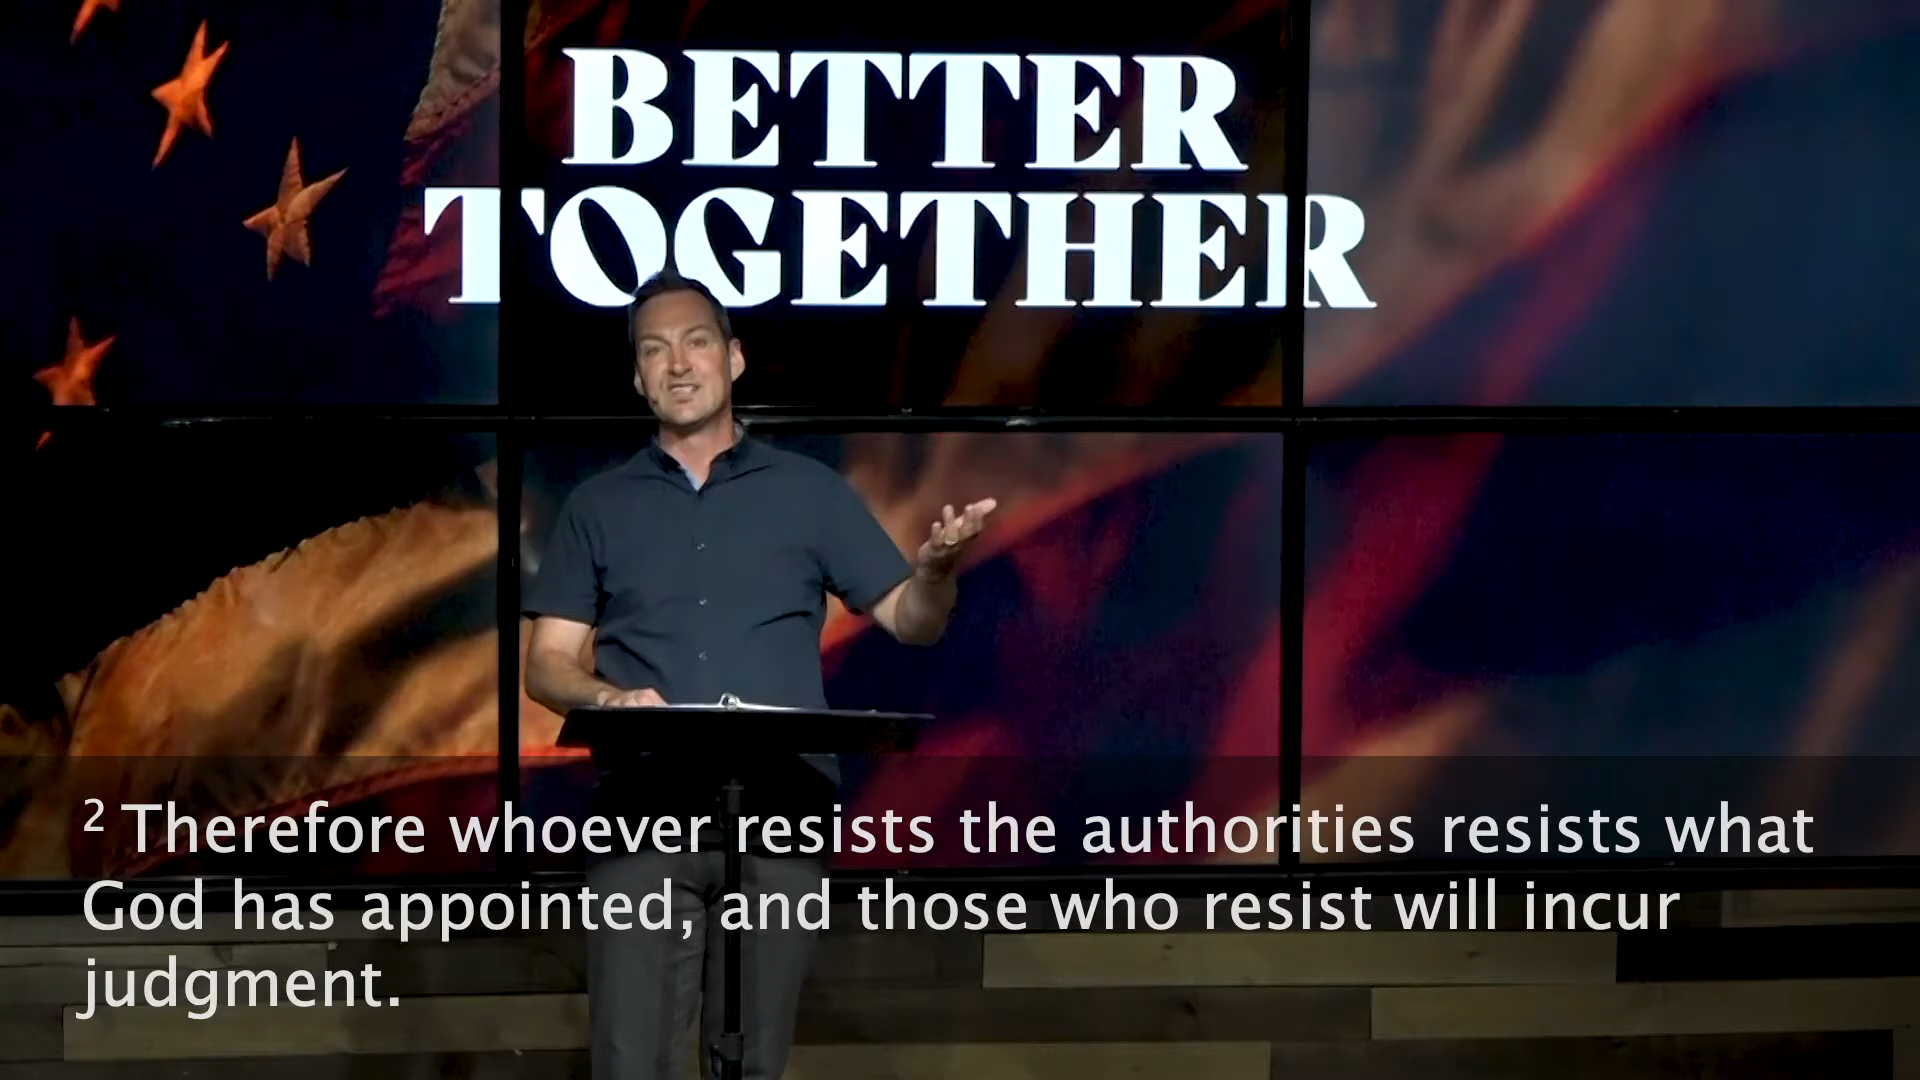 BETTER
TOGETHER
² Therefore whoever resists the authorities resists what
God has appointed, and those who resist will incur
judgment.